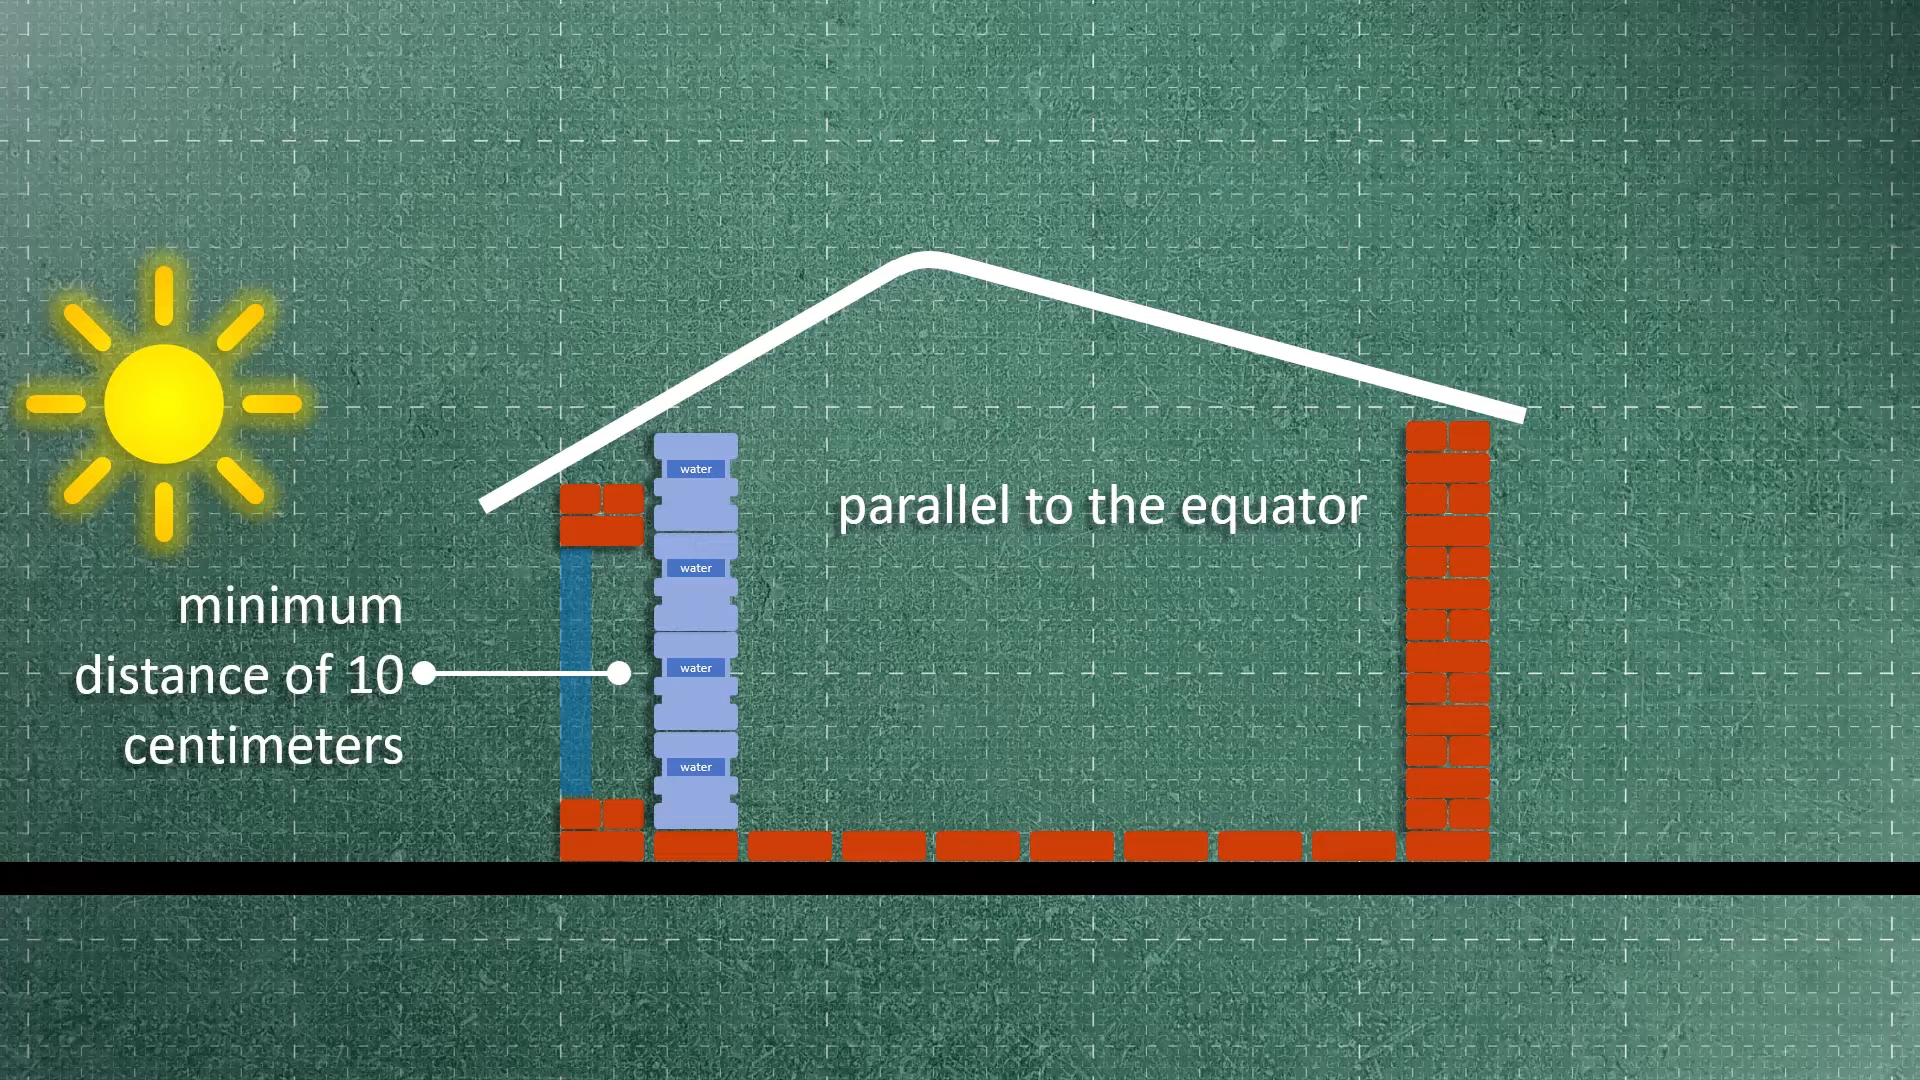 water
parallel to the equator
water
minimum
distance of 10
centimeters
water
water